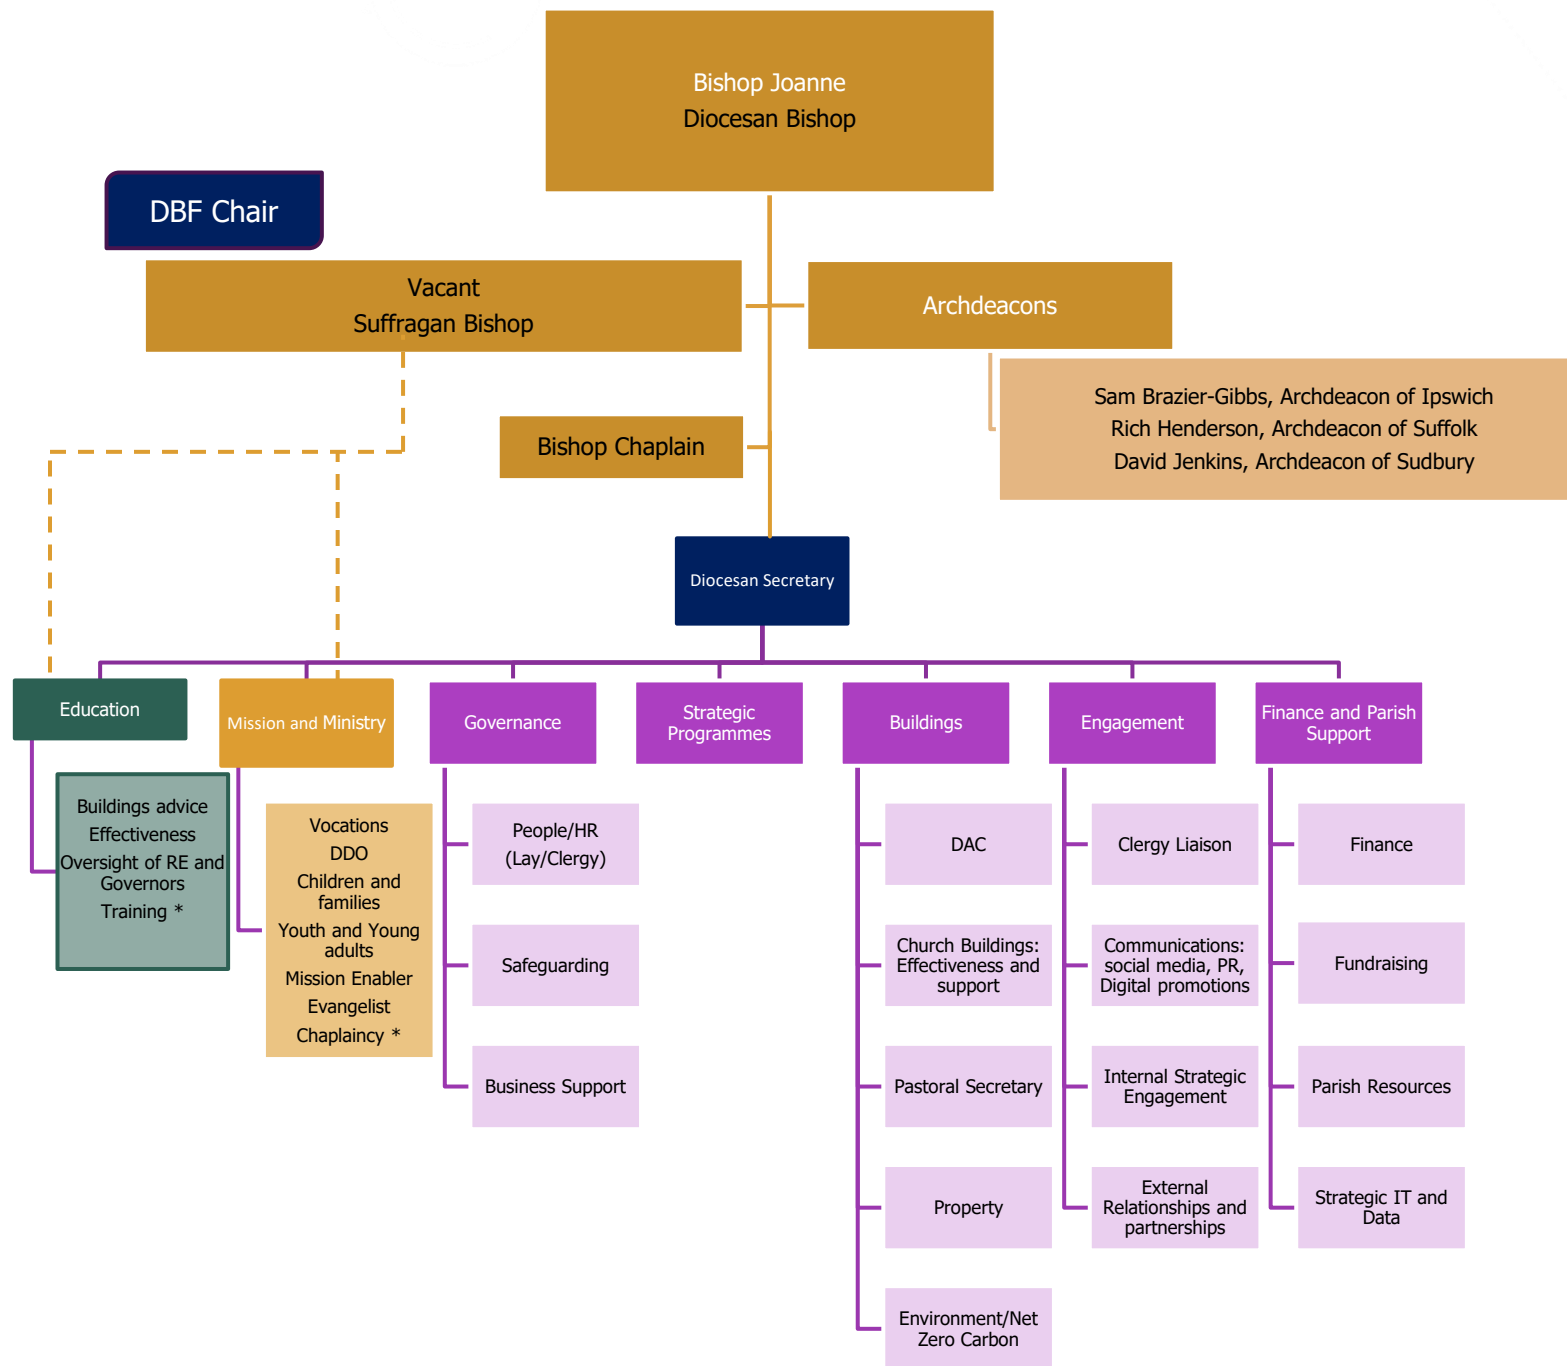 Bishop Joanne
Diocesan Bishop
DBF Chair
Vacant
Suffragan Bishop
Archdeacons
Sam Brazier-Gibbs, Archdeacon of Ipswich
Rich Henderson, Archdeacon of Suffolk
David Jenkins, Archdeacon of Sudbury
Bishop Chaplain
Diocesan Secretary
Education
Buildings advice
Effectiveness
Oversight of RE and
Governors
Training *
Mission and Ministry
Vocations
DDO
Children and
families
Youth and Young
adults
Mission Enabler
Evangelist
Chaplaincy *
Governance
People/HR
(Lay/Clergy)
Safeguarding
Business Support
Strategic
Programmes
Buildings
DAC
Church Buildings:
Effectiveness and
support
Pastoral Secretary
Property
Environment/Net
Zero Carbon
Engagement
Clergy Liaison
Communications:
social media, PR,
Digital promotions
Internal Strategic
Engagement
External
Relationships and
partnerships
Finance and Parish
Support
Finance
Fundraising
Parish Resources
Strategic IT and
Data